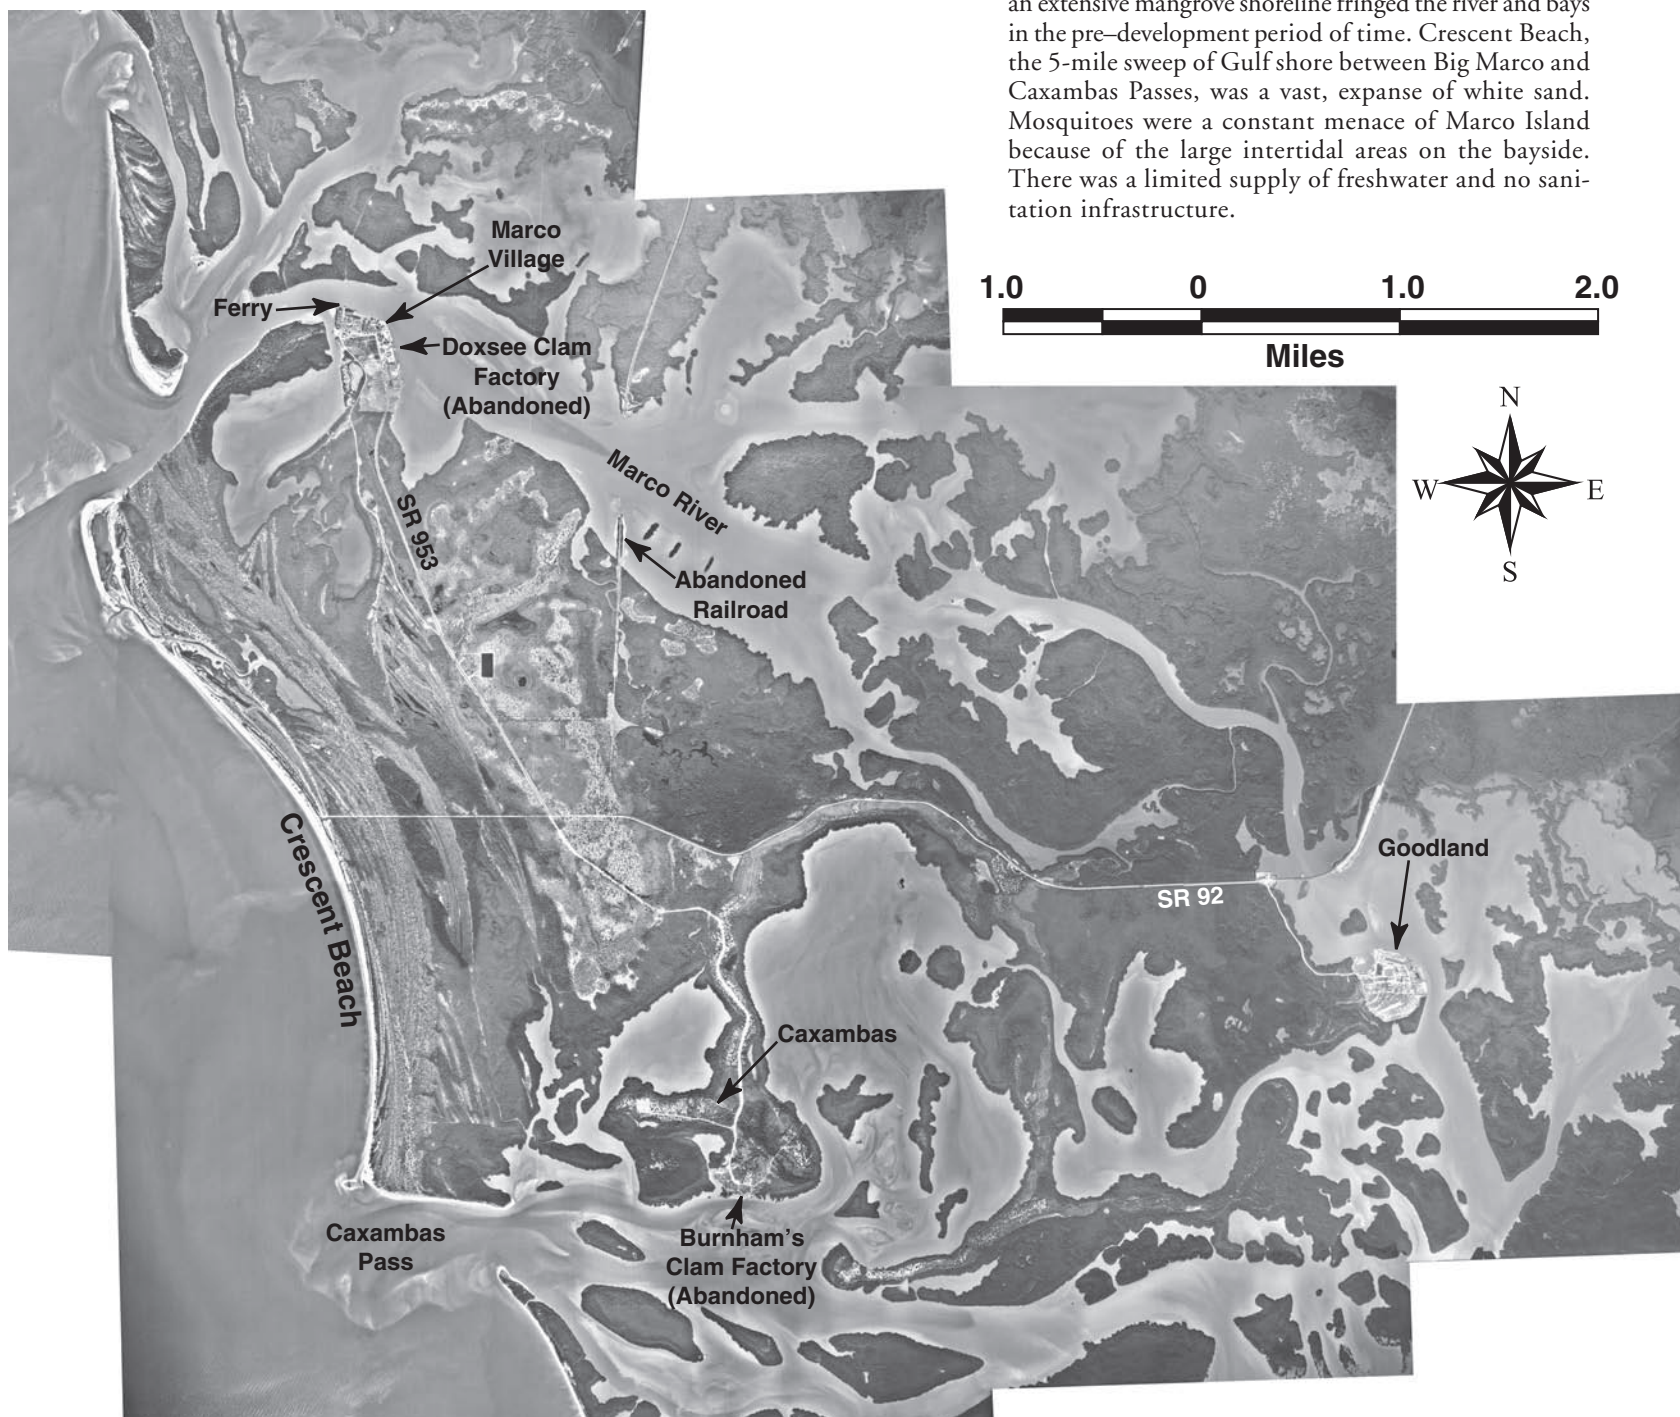 an extensive mangrove shoreline fringed the river and bays
in the pre–development period of time. Crescent Beach,
the 5-mile sweep of Gulf shore between Big Marco and
Caxambas Passes, was a vast, expanse of white sand.
Mosquitoes were a constant menace of Marco Island
because of the large intertidal areas on the bayside.
There was a limited supply of freshwater and no sani-
tation infrastructure.
1.0 0 1.0 2.0
Miles
N
W E
S
Marco
Village
Ferry
Doxsee Clam
Factory
(Abandoned)
Marco River
SR 953
Abandoned
Railroad
Crescent Beach
Goodland
SR 92
Caxambas
Caxambas
Pass
Burnham's
Clam Factory
(Abandoned)